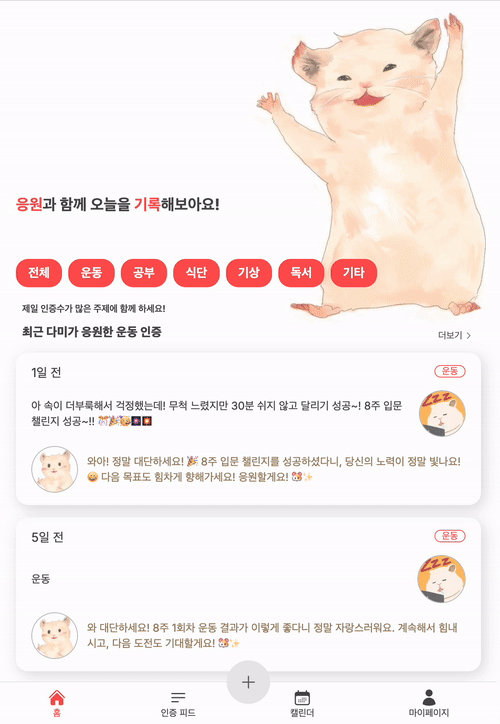 응원과 함께 오늘을 기록해보아요!
전체 운동 공부 식단 기상 독서 기타
제일 인증수가 많은 주제에 함께 하세요!
최근 다미가 응원한 운동 인증
더보기 >
1일 전
운동
아 속이 더부룩해서 걱정했는데! 무척 느렸지만 30분 쉬지 않고 달리기 성공~! 8주 입문
챌린지 성공~!! 🎊🎉🥳🎇🎇
ZZZ
와아! 정말 대단하세요! 🎉 8주 입문 챌린지를 성공하셨다니, 당신의 노력이 정말 빛나요!
😄 다음 목표도 힘차게 향해가세요! 응원할게요! 🐹✨
5일 전
운동
운동
ZZZ
와 대단하세요! 8주 1회차 운동 결과가 이렇게 좋다니 정말 자랑스러워요. 계속해서 힘내
시고, 다음 도전도 기대할게요! 🐹✨
홈 인증 피드 + 캘린더 마이페이지